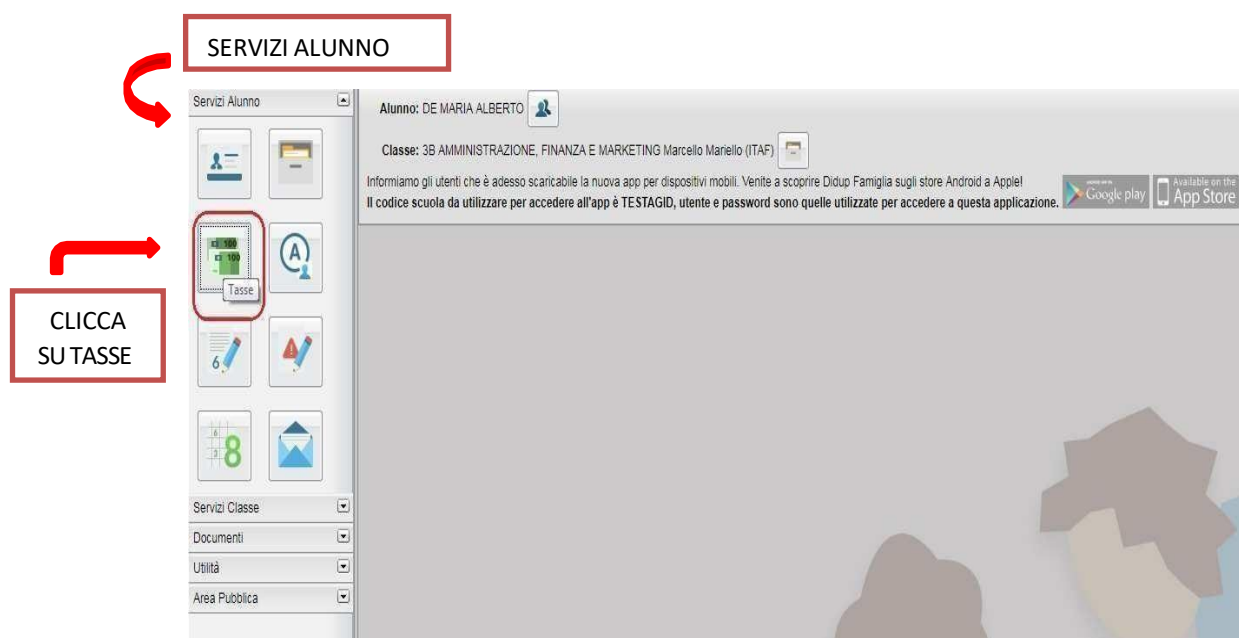 SERVIZI ALUNNO
Servizi Alunno
Alunno: DE MARIA ALBERTO
Classe: 3B AMMINISTRAZIONE, FINANZA E MARKETING Marcello Mariello (ITAF)
Informiamo gli utenti che è adesso scaricabile la nuova app per dispositivi mobili. Venite a scoprire Didup Famiglia sugli store Android a Apple!
Il codice scuola da utilizzare per accedere all'app è TESTAGID, utente e password sono quelle utilizzate per accedere a questa applicazione.
Google play
Available on the
App Store
100
100
A
Tasse
CLICCA
SU TASSE
6
6
3
8
Servizi Classe
Documenti
Utilità
Area Pubblica